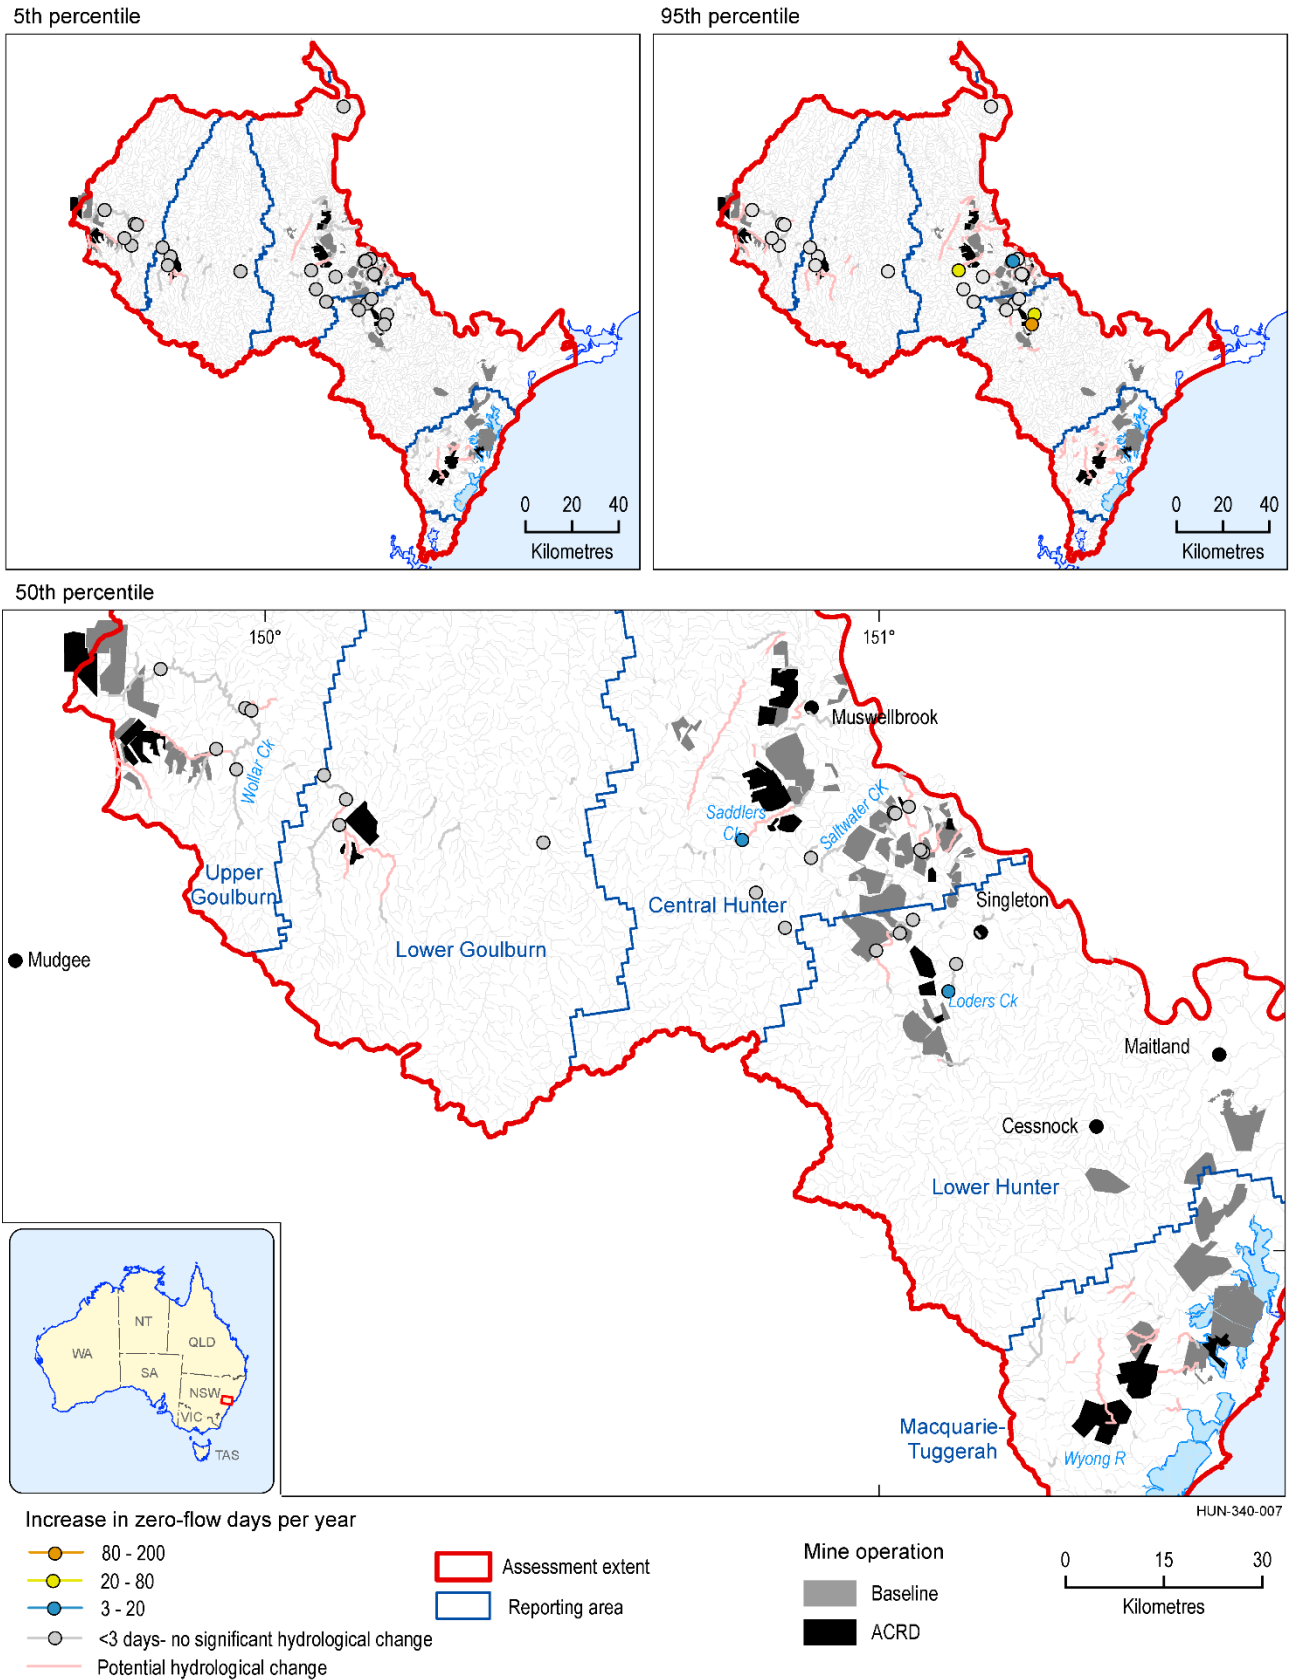 5th percentile
95th percentile
0 20 40
Kilometres
0 20 40
Kilometres
50th percentile
150°
151°
Muswellbrook
Wollar Ck
Saddlers
Ck
Saltwater CK
Upper
Goulburn
Central Hunter
Singleton
Lower Goulburn
Mudgee
Loders Ck
Maitland
Cessnock
Lower Hunter
NT
QLD
WA
SA
NSW
VIC
TAS
Macquarie-
Tuggerah
Wyong R
HUN-340-007
Increase in zero-flow days per year
80 - 200
20 - 80
3 - 20
<3 days- no significant hydrological change
Potential hydrological change
Assessment extent
Reporting area
Mine operation
Baseline
ACRD
0 15 30
Kilometres